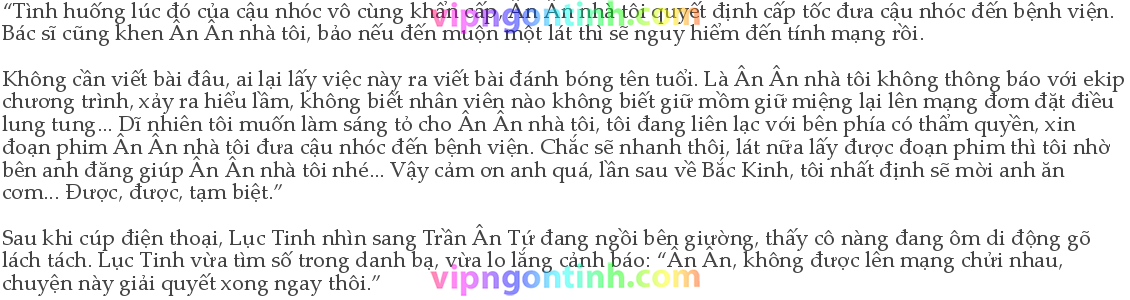 “Tình huống lúc đó của cậu nhóc vô cùng khẩn cấp, Ân Ân nhà tôi quyết định cấp tốc đưa cậu nhóc đến bệnh viện.
vipngontinh.com
Bác sĩ cũng khen Ân Ân nhà tôi, bảo nếu đến muộn một lát thì sẽ nguy hiểm đến tính mạng rồi.
Không cần viết bài đâu, ai lại lấy việc này ra viết bài đánh bóng tên tuổi. Là Ân Ân nhà tôi không thông báo với ekip
chương trình, xảy ra hiểu lầm, không biết nhân viên nào không biết giữ mồm giữ miệng lại lên mạng đơm đặt điều
lung tung... Dĩ nhiên tôi muốn làm sáng tỏ cho Ân Ân nhà tôi, tôi đang liên lạc với bên phía có thẩm quyền, xin
đoạn phim Ân Ân nhà tôi đưa cậu nhóc đến bệnh viện. Chắc sẽ nhanh thôi, lát nữa lấy được đoạn phim thì tôi nhờ
bên anh đăng giúp Ân Ân nhà tôi nhé... Vậy cảm ơn anh quá, lần sau về Bắc Kinh, tôi nhất định sẽ mời anh ăn
cơm... Được, được, tạm biệt.”
Sau khi cúp điện thoại, Lục Tinh nhìn sang Trần Ân Tứ đang ngồi bên giường, thấy cô nàng đang ôm di động gõ
lách tách. Lục Tinh vừa tìm số trong danh bạ, vừa lo lắng cảnh báo: “Ân Ân, không được lên mạng chửi nhau,
chuyện này giải quyết xong ngay thôi.”
vipngontinh.com